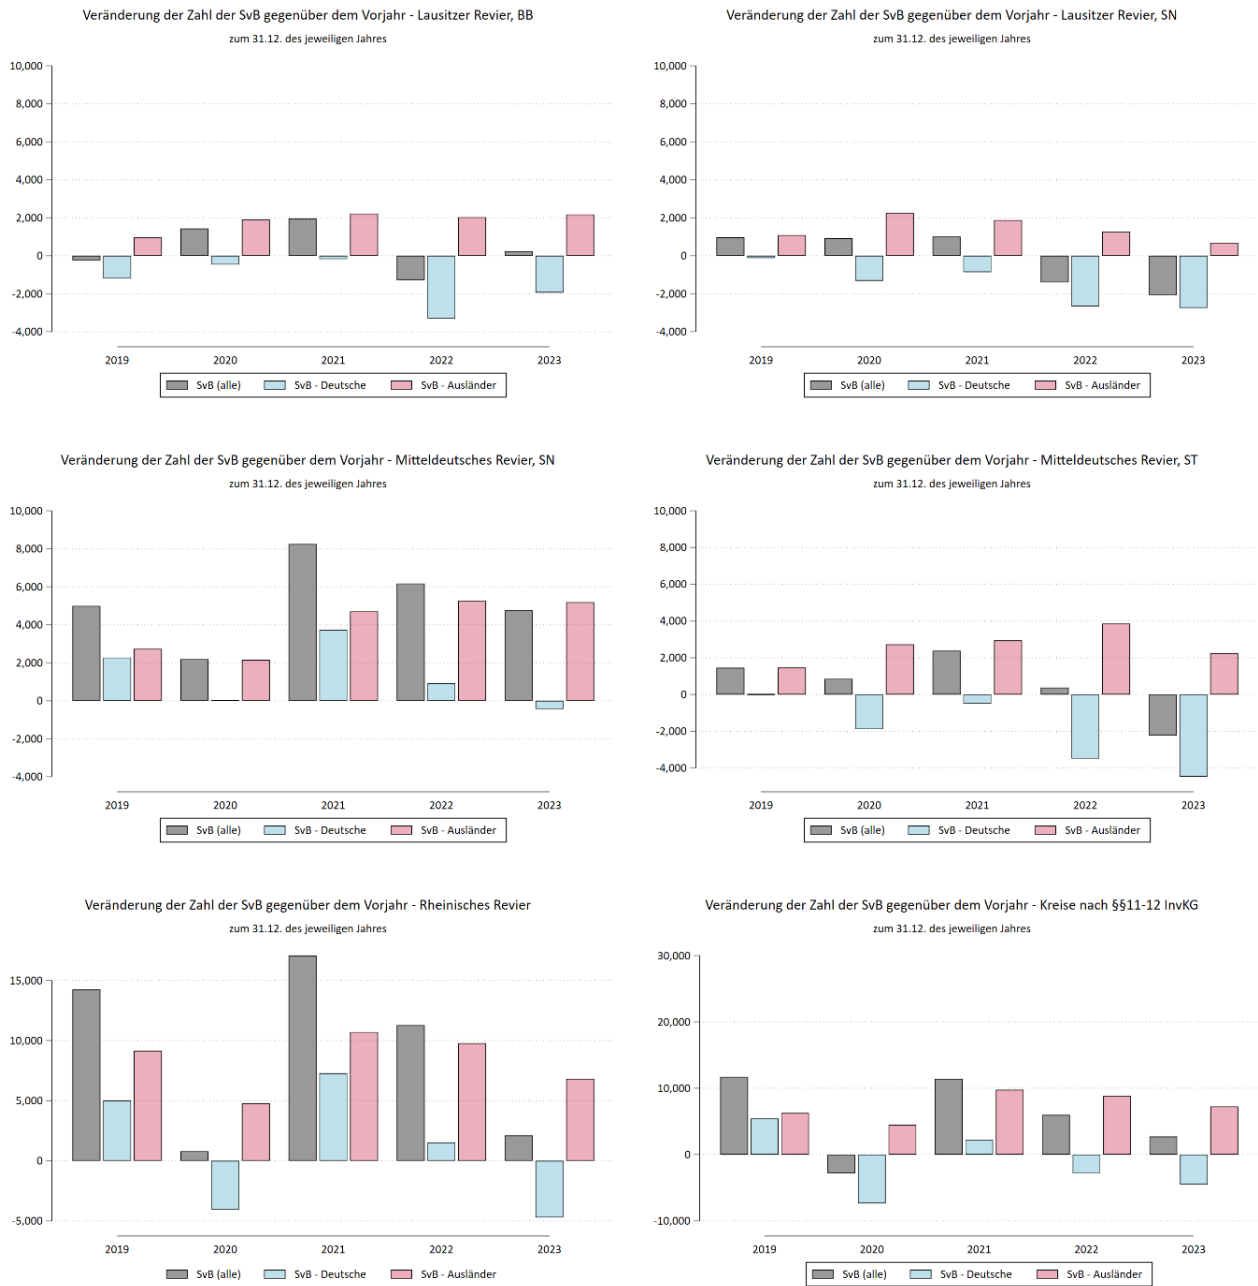 Veränderung der Zahl der SvB gegenüber dem Vorjahr - Lausitzer Revier, BB
zum 31.12. des jeweiligen Jahres
10,000
8,000
6,000
4,000
2,000
0
-2,000
-4,000
2019 2020 2021 2022 2023
SvB (alle) SvB - Deutsche SvB - Ausländer
Veränderung der Zahl der SvB gegenüber dem Vorjahr - Lausitzer Revier, SN
zum 31.12. des jeweiligen Jahres
10,000
8,000
6,000
4,000
2,000
0
-2,000
-4,000
2019 2020 2021 2022 2023
SvB (alle) SvB - Deutsche SvB - Ausländer
Veränderung der Zahl der SvB gegenüber dem Vorjahr - Mitteldeutsches Revier, SN
zum 31.12. des jeweiligen Jahres
10,000
8,000
6,000
4,000
2,000
0
-2,000
-4,000
2019 2020 2021 2022 2023
SvB (alle) SvB - Deutsche SvB - Ausländer
Veränderung der Zahl der SvB gegenüber dem Vorjahr - Mitteldeutsches Revier, ST
zum 31.12. des jeweiligen Jahres
10,000
8,000
6,000
4,000
2,000
0
-2,000
-4,000
2019 2020 2021 2022 2023
SvB (alle) SvB - Deutsche SvB - Ausländer
Veränderung der Zahl der SvB gegenüber dem Vorjahr - Rheinisches Revier
zum 31.12. des jeweiligen Jahres
15,000
10,000
5,000
0
-5,000
2019 2020 2021 2022 2023
SvB (alle) SvB - Deutsche SvB - Ausländer
Veränderung der Zahl der SvB gegenüber dem Vorjahr - Kreise nach §§11-12 InvKG
zum 31.12. des jeweiligen Jahres
30,000
20,000
10,000
0
-10,000
2019 2020 2021 2022 2023
SvB (alle) SvB - Deutsche SvB - Ausländer